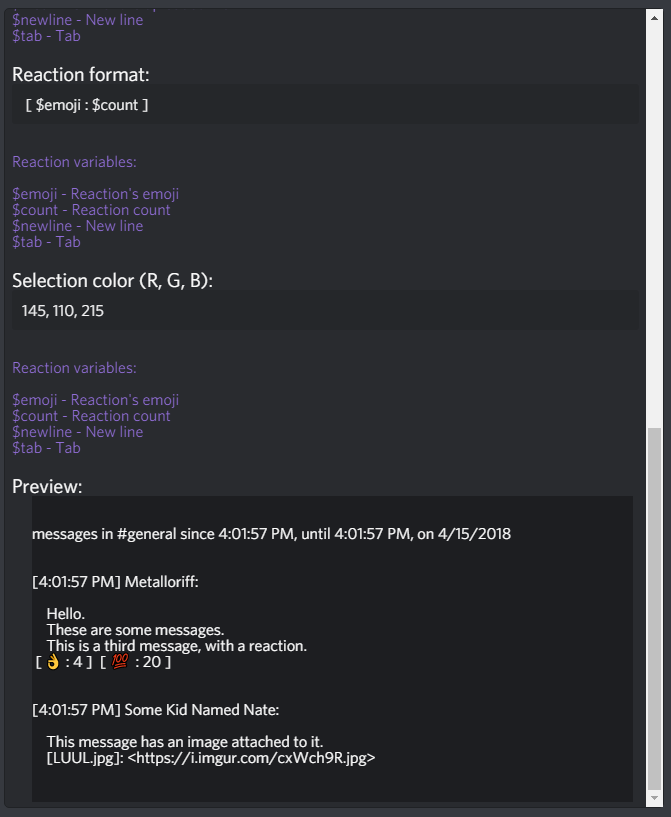 $newline - New line
$tab - Tab
Reaction format:
[ $emoji : $count ]
Reaction variables:
$emoji - Reaction's emoji
$count - Reaction count
$newline - New line
$tab - Tab
Selection color (R, G, B):
145, 110, 215
Reaction variables:
$emoji - Reaction's emoji
$count - Reaction count
$newline - New line
$tab - Tab
Preview:
messages in #general since 4:01:57 PM, until 4:01:57 PM, on 4/15/2018
[4:01:57 PM] Metalloriff:
Hello.
These are some messages.
This is a third message, with a reaction.
[ 👌 : 4 ] [ 💯 : 20 ]
[4:01:57 PM] Some Kid Named Nate:
This message has an image attached to it.
[LUUL.jpg]: <https://i.imgur.com/cxWch9R.jpg>